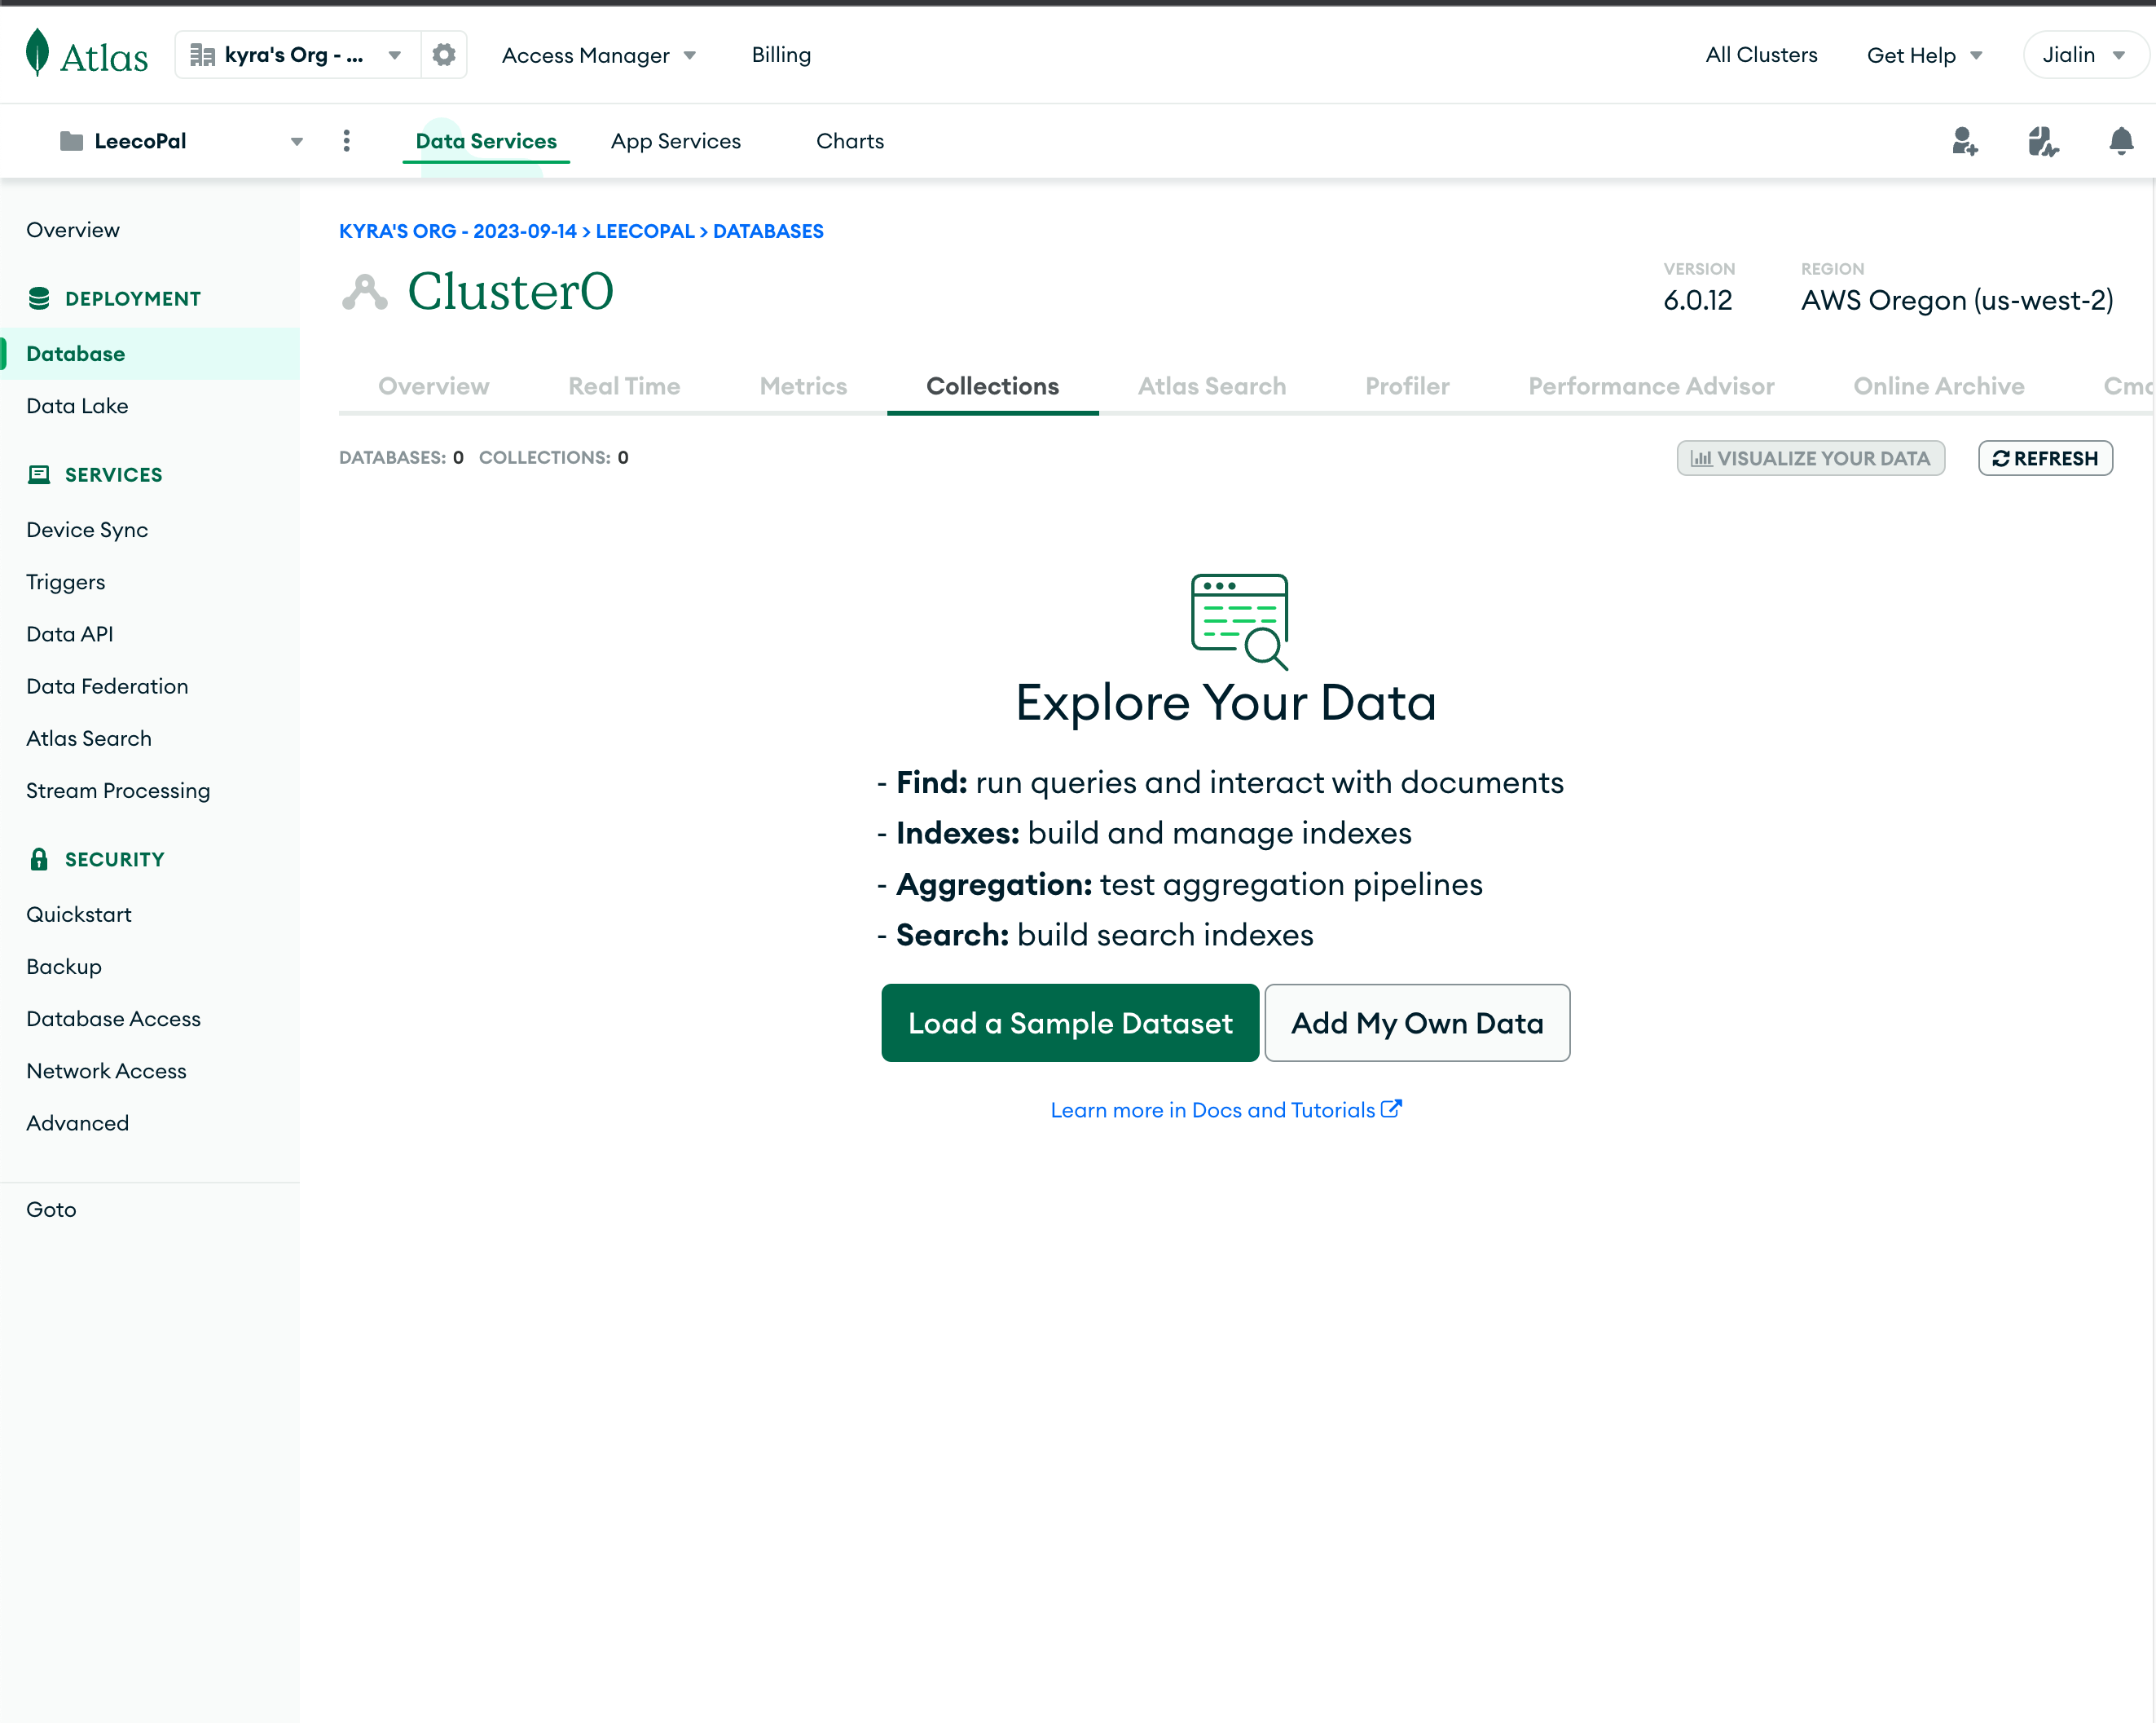 Atlas kyra's Org - ... Access Manager Billing All Clusters Get Help Jialin
LeecoPal Data Services App Services Charts
Overview
DEPLOYMENT
Database
Data Lake
SERVICES
Device Sync
Triggers
Data API
Data Federation
Atlas Search
Stream Processing
SECURITY
Quickstart
Backup
Database Access
Network Access
Advanced
Goto
KYRA'S ORG - 2023-09-14 > LEECOPAL > DATABASES
Cluster0
VERSION REGION
6.0.12 AWS Oregon (us-west-2)
Overview Real Time Metrics Collections Atlas Search Profiler Performance Advisor Online Archive
DATABASES: 0 COLLECTIONS: 0 VISUALIZE YOUR DATA REFRESH
Explore Your Data
- Find: run queries and interact with documents
- Indexes: build and manage indexes
- Aggregation: test aggregation pipelines
- Search: build search indexes
Load a Sample Dataset Add My Own Data
Learn more in Docs and Tutorials